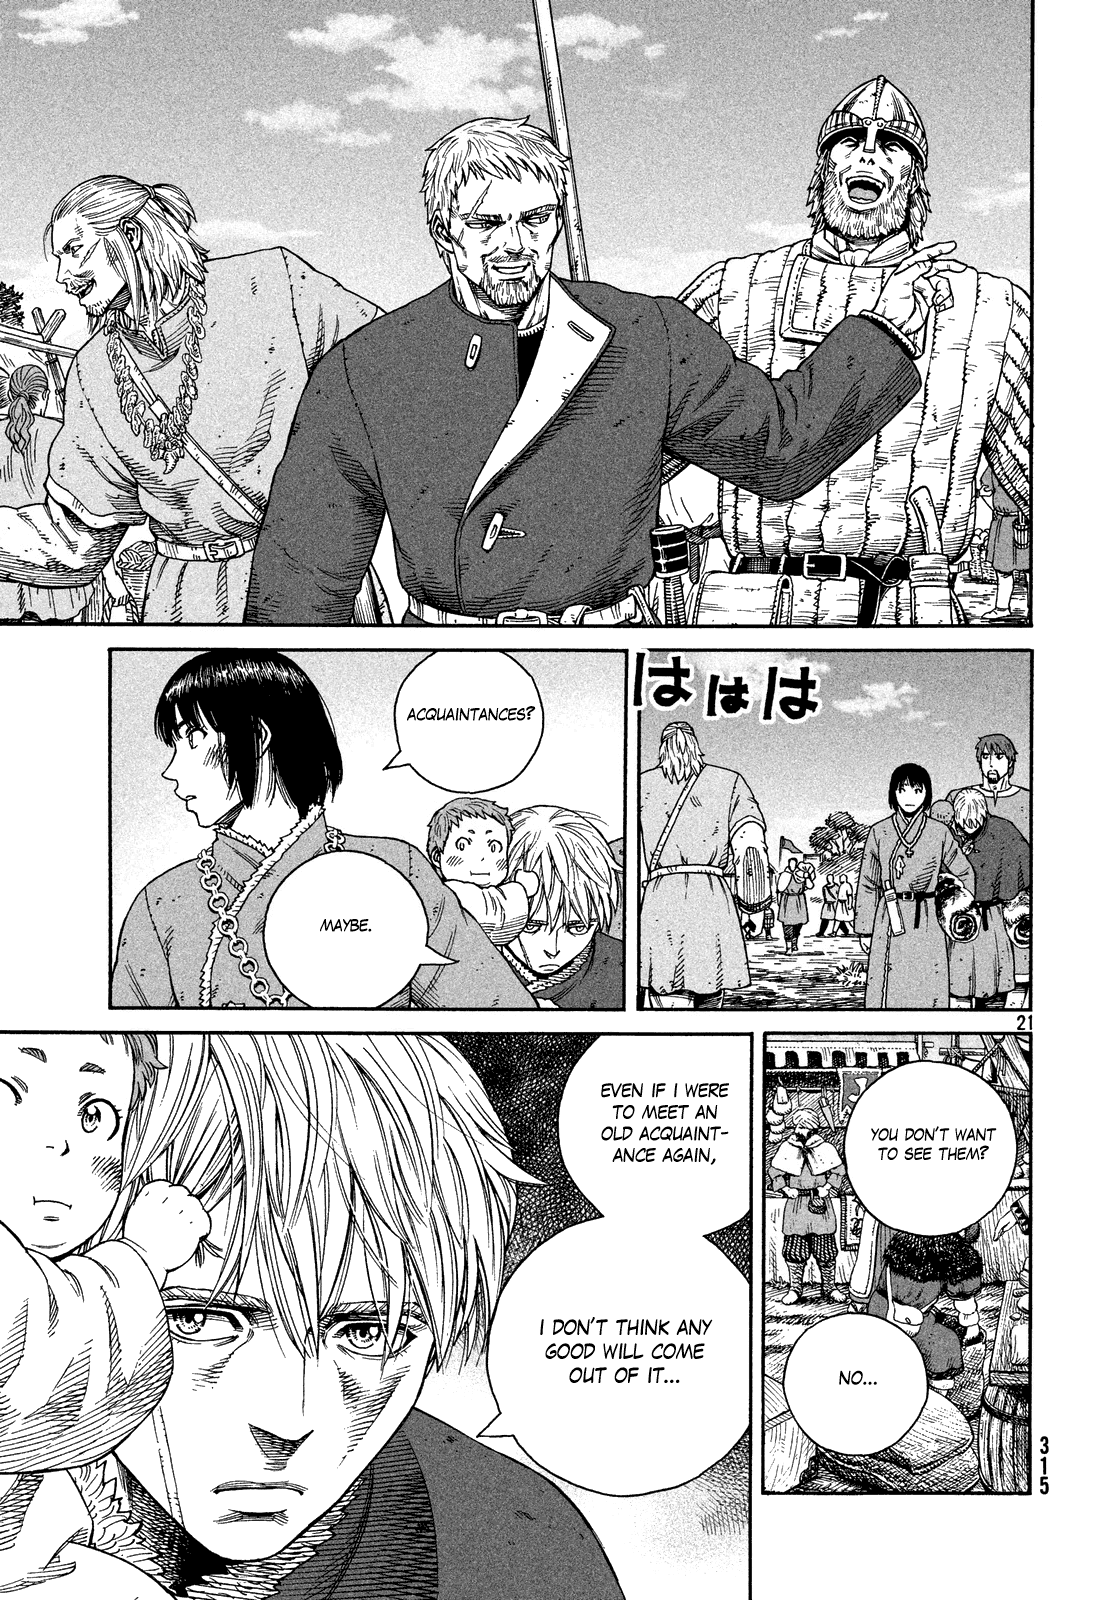 ははは
ACQUAINTANCES?
MAYBE.
21
YOU DON'T WANT
TO SEE THEM?
NO...
EVEN IF I WERE
TO MEET AN
OLD ACQUAINT-
ANCE AGAIN,
I DON'T THINK ANY
GOOD WILL COME
OUT OF IT...
315